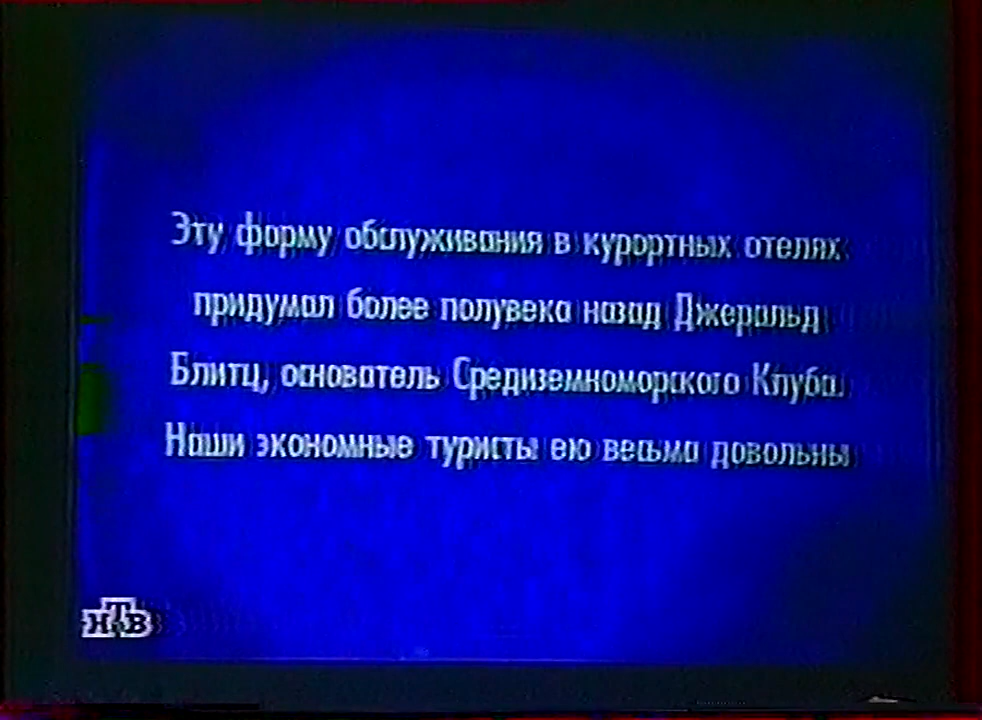 Эту форму обслуживания в курортных отелях
придумал более полувека назад Джеральд
Блитц, основатель Средиземноморского Клуба.
Наши экономные туристы ею весьма довольны
НТВ